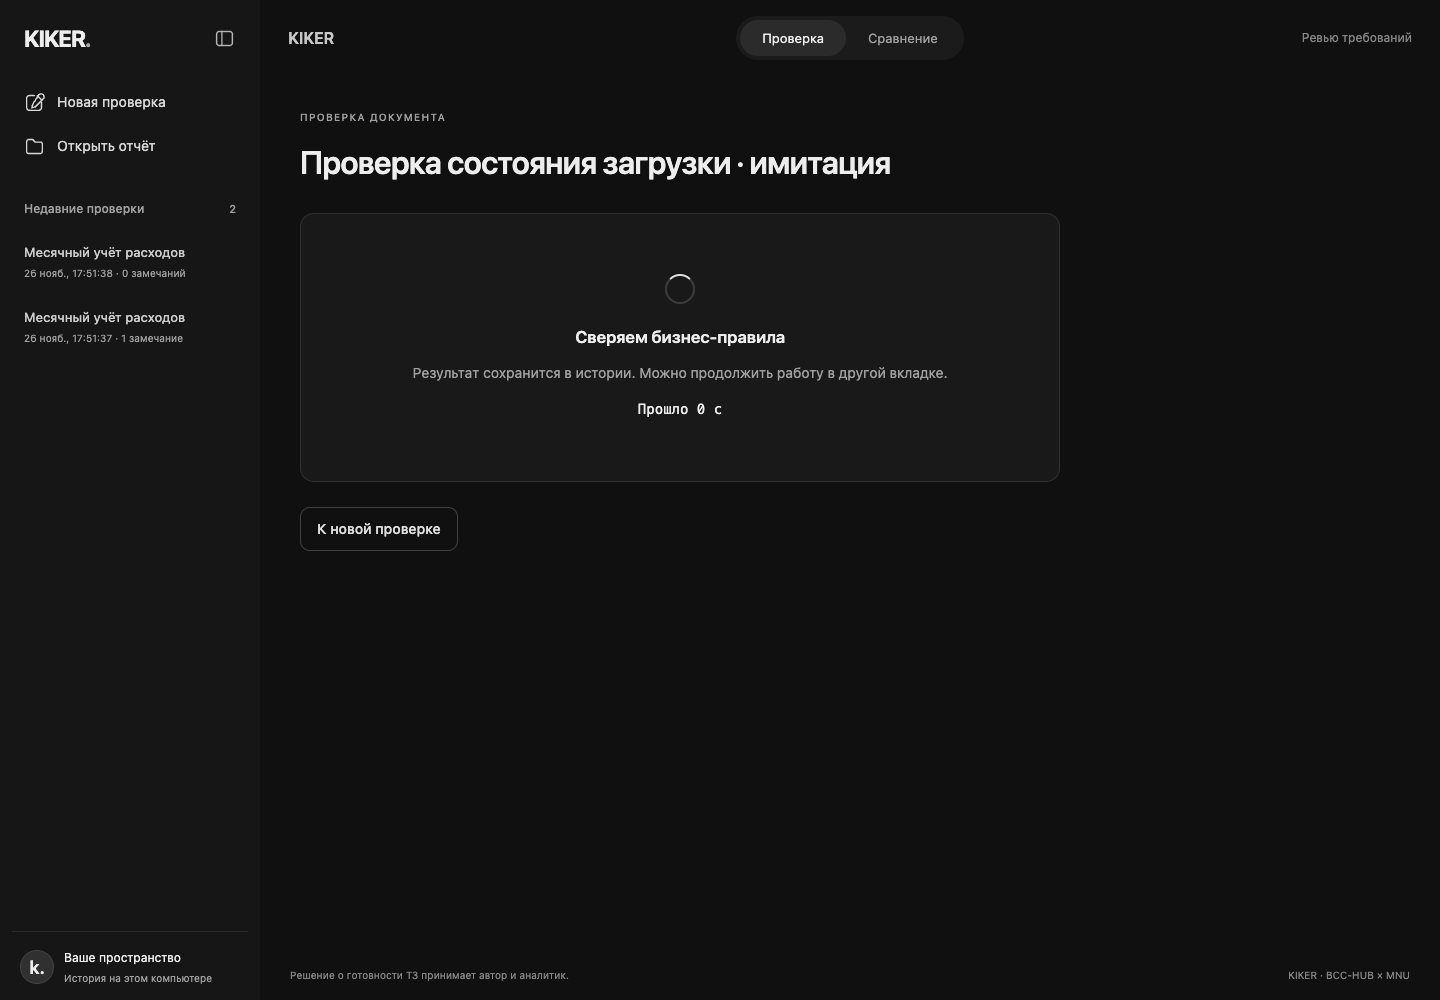 KIKER.
Новая проверка
Открыть отчёт
Недавние проверки 2
Месячный учёт расходов
26 нояб., 17:51:38 · 0 замечаний
Месячный учёт расходов
26 нояб., 17:51:37 · 1 замечание
k.
Ваше пространство
История на этом компьютере
KIKER
Проверка
Сравнение
Ревью требований
ПРОВЕРКА ДОКУМЕНТА
Проверка состояния загрузки · имитация
Сверяем бизнес-правила
Результат сохранится в истории. Можно продолжить работу в другой вкладке.
Прошло 0 с
К новой проверке
Решение о готовности ТЗ принимает автор и аналитик.
KIKER · BCC-HUB × MNU